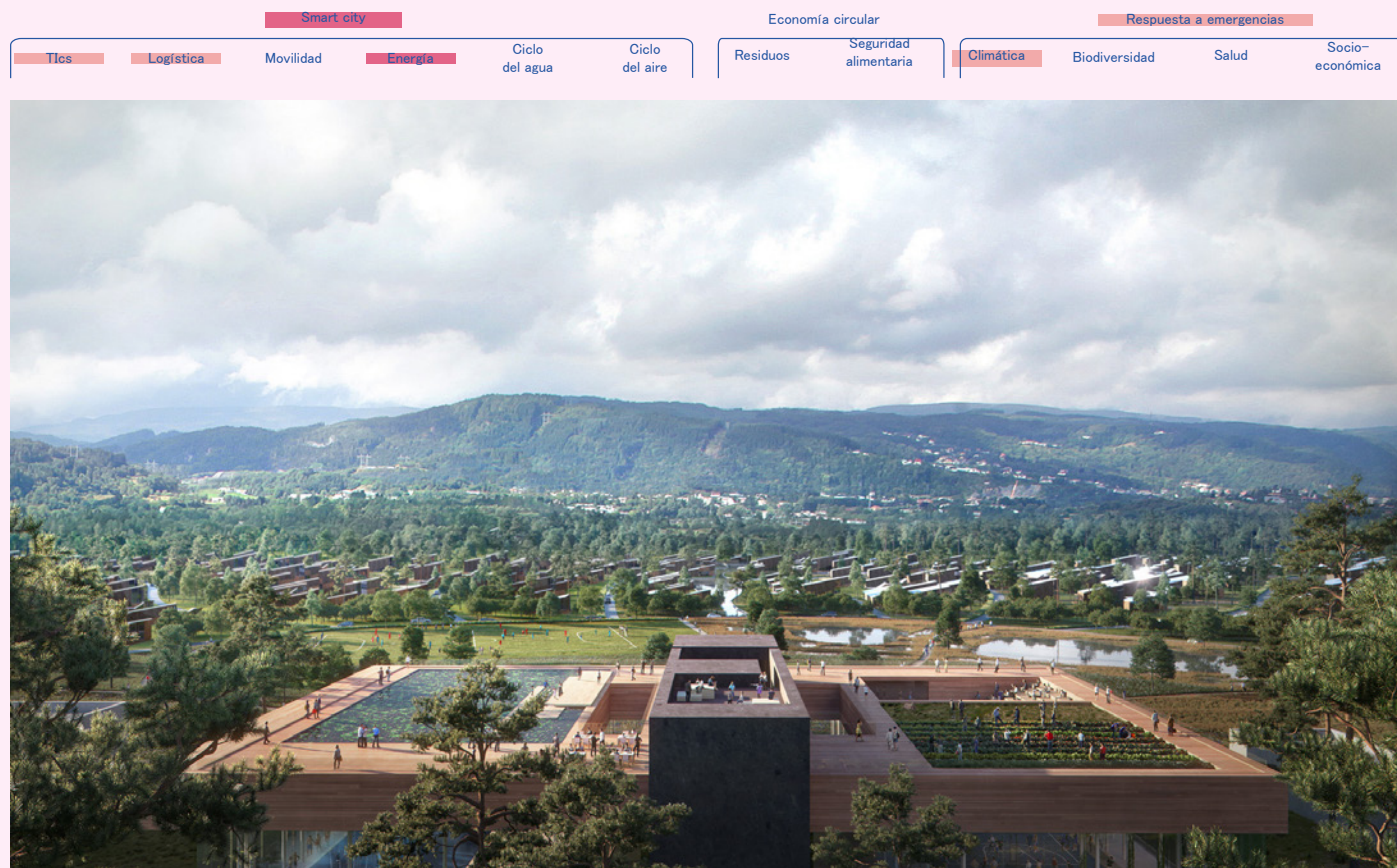 Smart city
Economía circular
Respuesta a emergencias
TIcs
Logística
Movilidad
Energía
Ciclo
del agua
Ciclo
del aire
Residuos
Seguridad
alimentaria
Climática
Biodiversidad
Salud
Socio-
económica